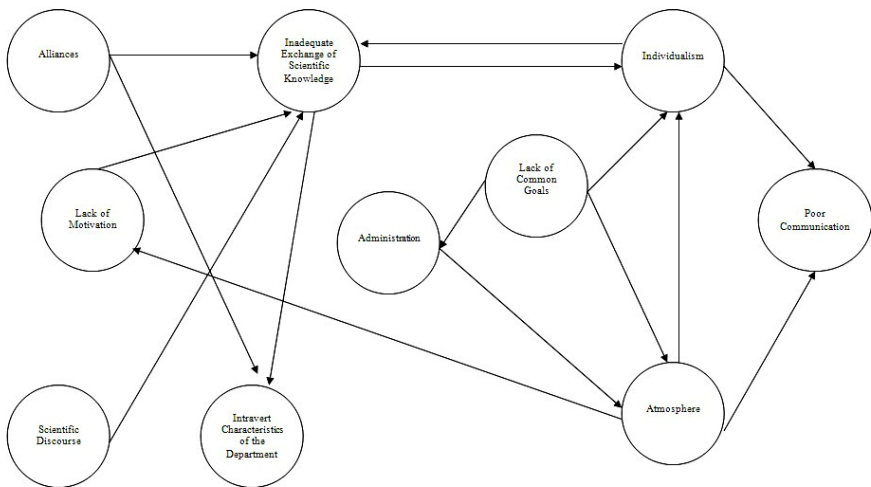 Alliances
Inadequate
Exchange of
Scientific
Knowledge
Individualism
Lack of
Common
Goals
Lack of
Motivation
Administration
Poor
Communication
Scientific
Discourse
Intravert
Characteristics
of the
Department
Atmosphere